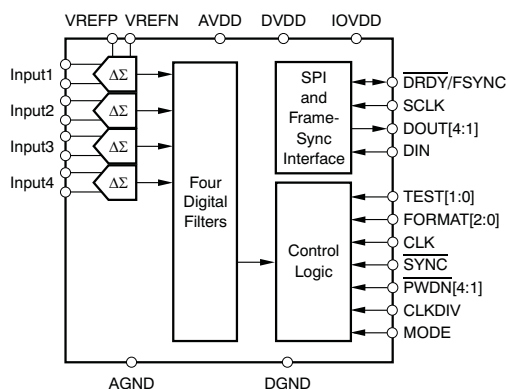 VREFP VREFN AVDD DVDD IOVDD
Input1
Input2
Input3
Input4
ΔΣ
ΔΣ
ΔΣ
ΔΣ
Four
Digital
Filters
SPI
and
Frame-
Sync
Interface
Control
Logic
DRDY/FSYNC
SCLK
DOUT[4:1]
DIN
TEST[1:0]
FORMAT[2:0]
CLK
SYNC
PWDN[4:1]
CLKDIV
MODE
AGND DGND